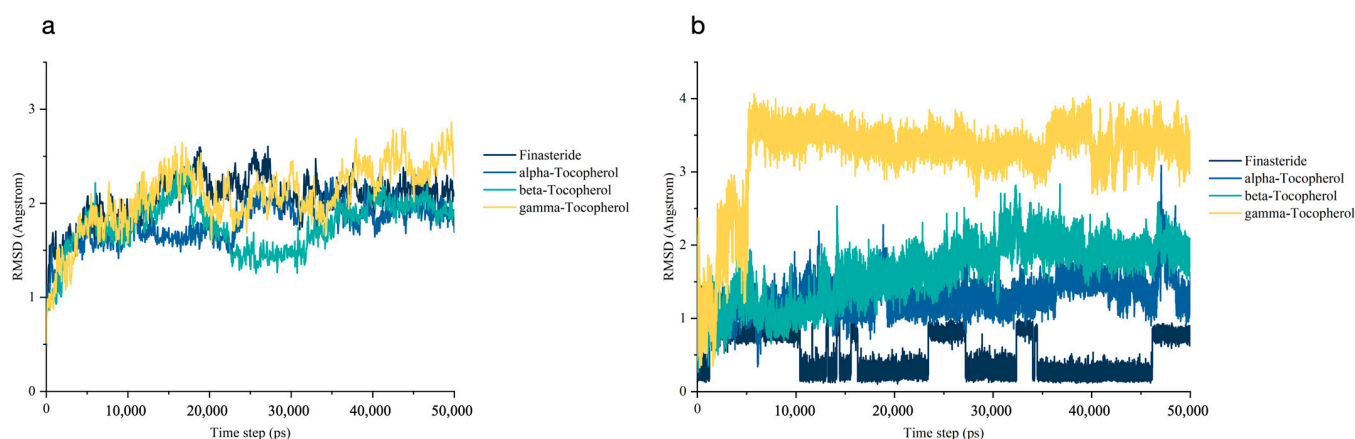 a
RMSD (Angstrom)
3
2
1
0
0
10,000
20,000
30,000
40,000
50,000
Time step (ps)
Finasteride
alpha-Tocopherol
beta-Tocopherol
gamma-Tocopherol
b
RMSD (Angstrom)
4
3
2
1
0
0
10,000
20,000
30,000
40,000
50,000
Time step (ps)
Finasteride
alpha-Tocopherol
beta-Tocopherol
gamma-Tocopherol